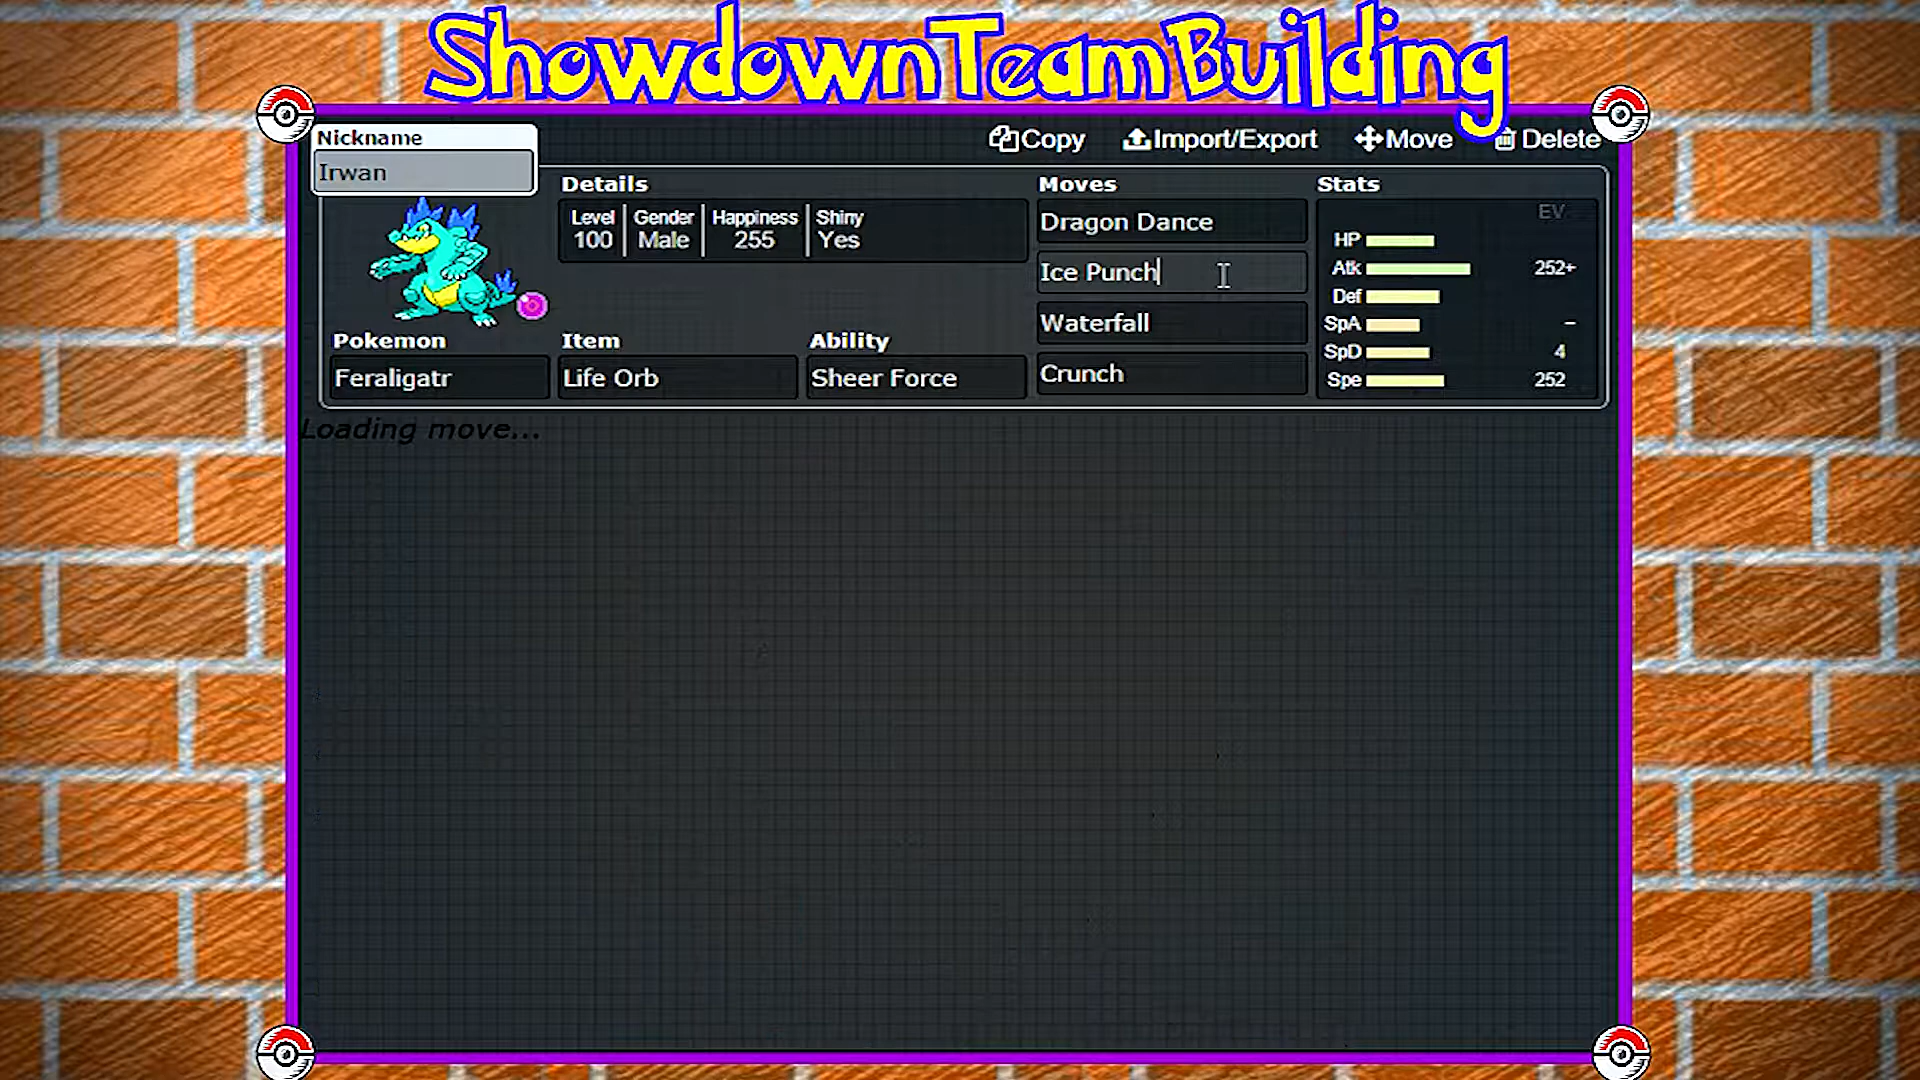 ShowdownTeamBuilding
Nickname
Irwan
Copy
Import/Export
Move
Delete
Details
Level
100
Gender
Male
Happiness
255
Shiny
Yes
Pokemon
Feraligatr
Item
Life Orb
Ability
Sheer Force
Moves
Dragon Dance
Ice Punch
Waterfall
Crunch
Stats
EV
HP
Atk 252+
Def
SpA –
SpD 4
Spe 252
Loading move...